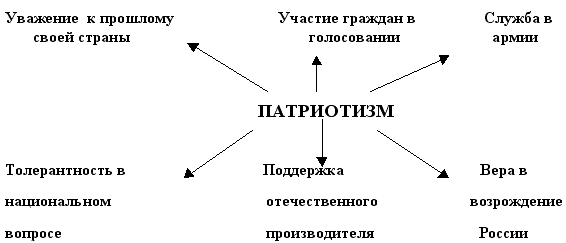 Уважение к прошлому Участие граждан в Служба в
своей страны голосовании армии
ПАТРИОТИЗМ
Толерантность в Поддержка Вера в
национальном отечественного возрождение
вопросе производителя России